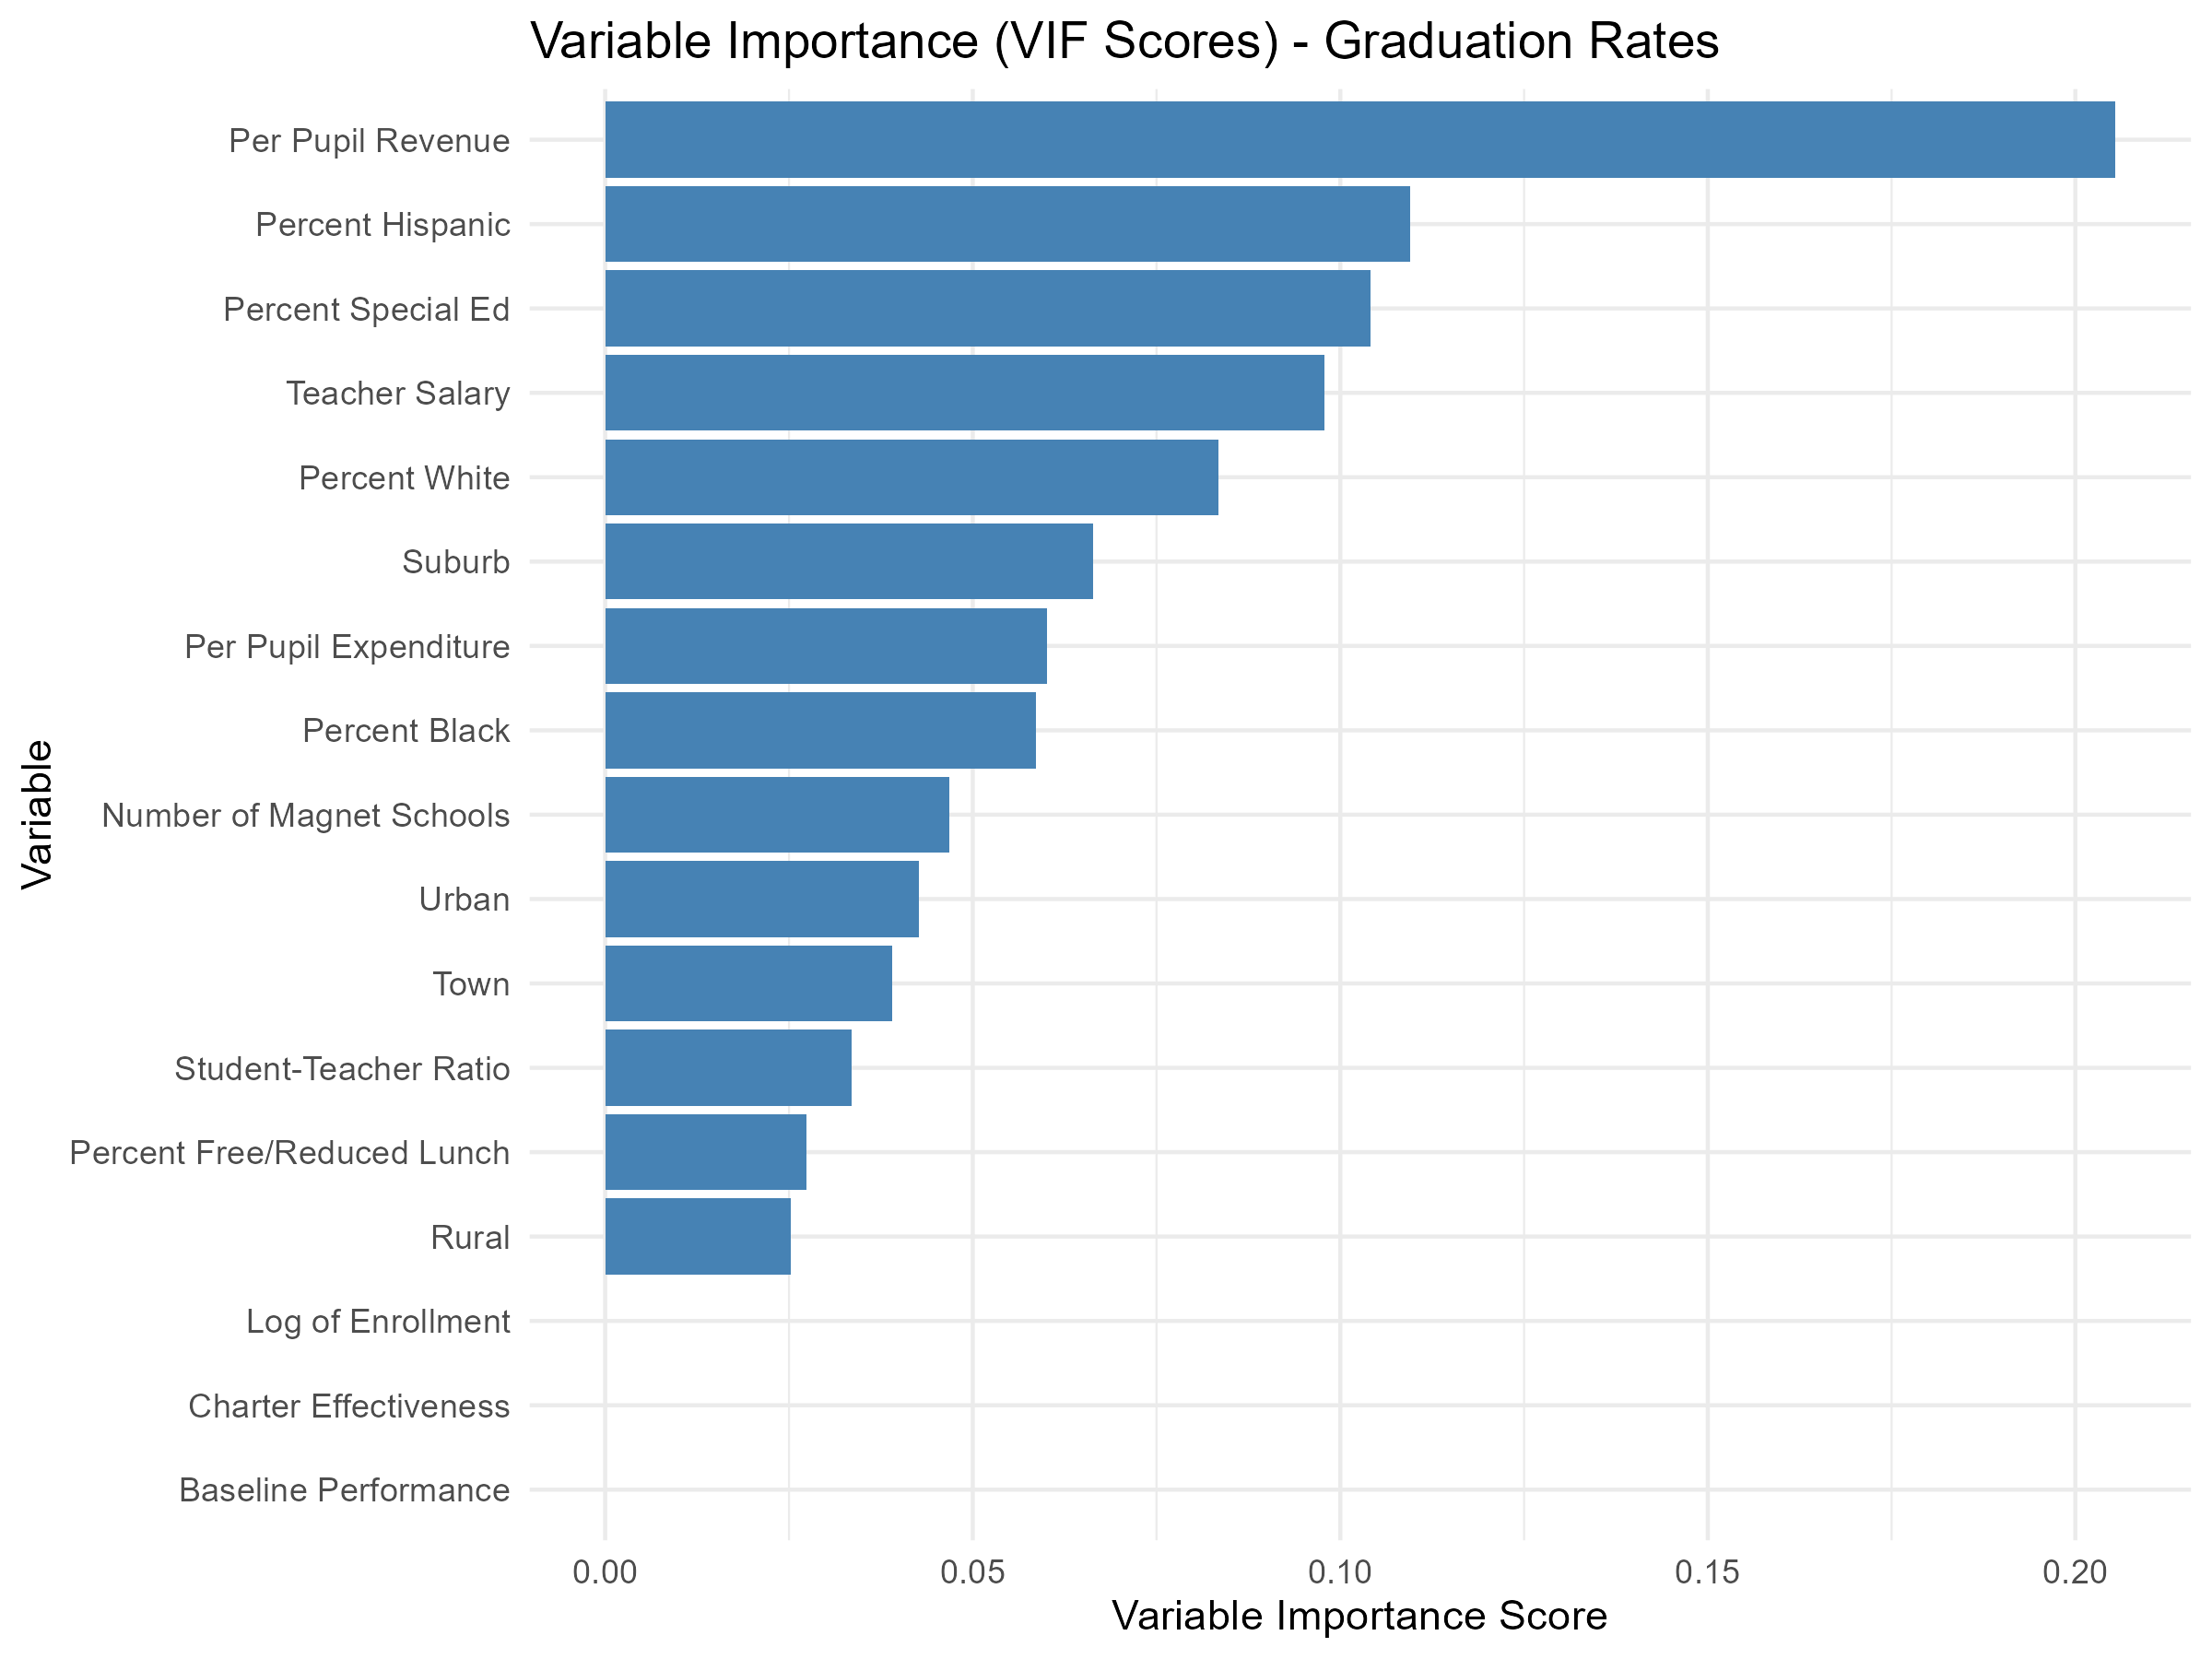 Variable Importance (VIF Scores) - Graduation Rates
Per Pupil Revenue
Percent Hispanic
Percent Special Ed
Teacher Salary
Percent White
Suburb
Per Pupil Expenditure
Percent Black
Number of Magnet Schools
Urban
Town
Student-Teacher Ratio
Percent Free/Reduced Lunch
Rural
Log of Enrollment
Charter Effectiveness
Baseline Performance
Variable
0.00 0.05 0.10 0.15 0.20
Variable Importance Score